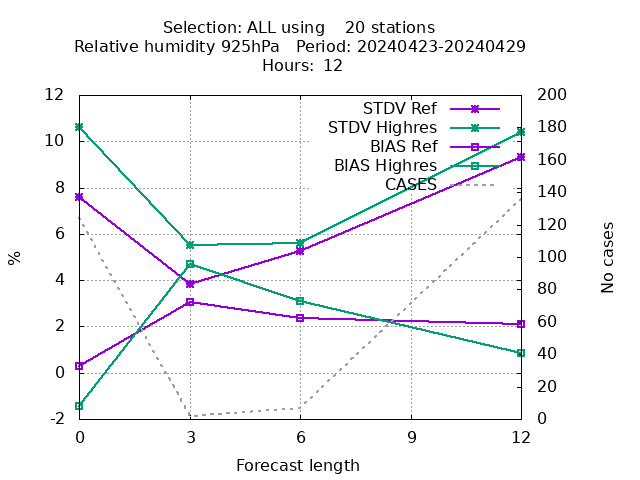 Selection: ALL using    20 stations
Relative humidity 925hPa   Period: 20240423-20240429
Hours: 12
12
10
8
6
4
2
0
-2
%
STDV Ref
STDV Highres
BIAS Ref
BIAS Highres
CASES
200
180
160
140
120
100
80
60
40
20
0
No cases
0
3
6
9
12
Forecast length